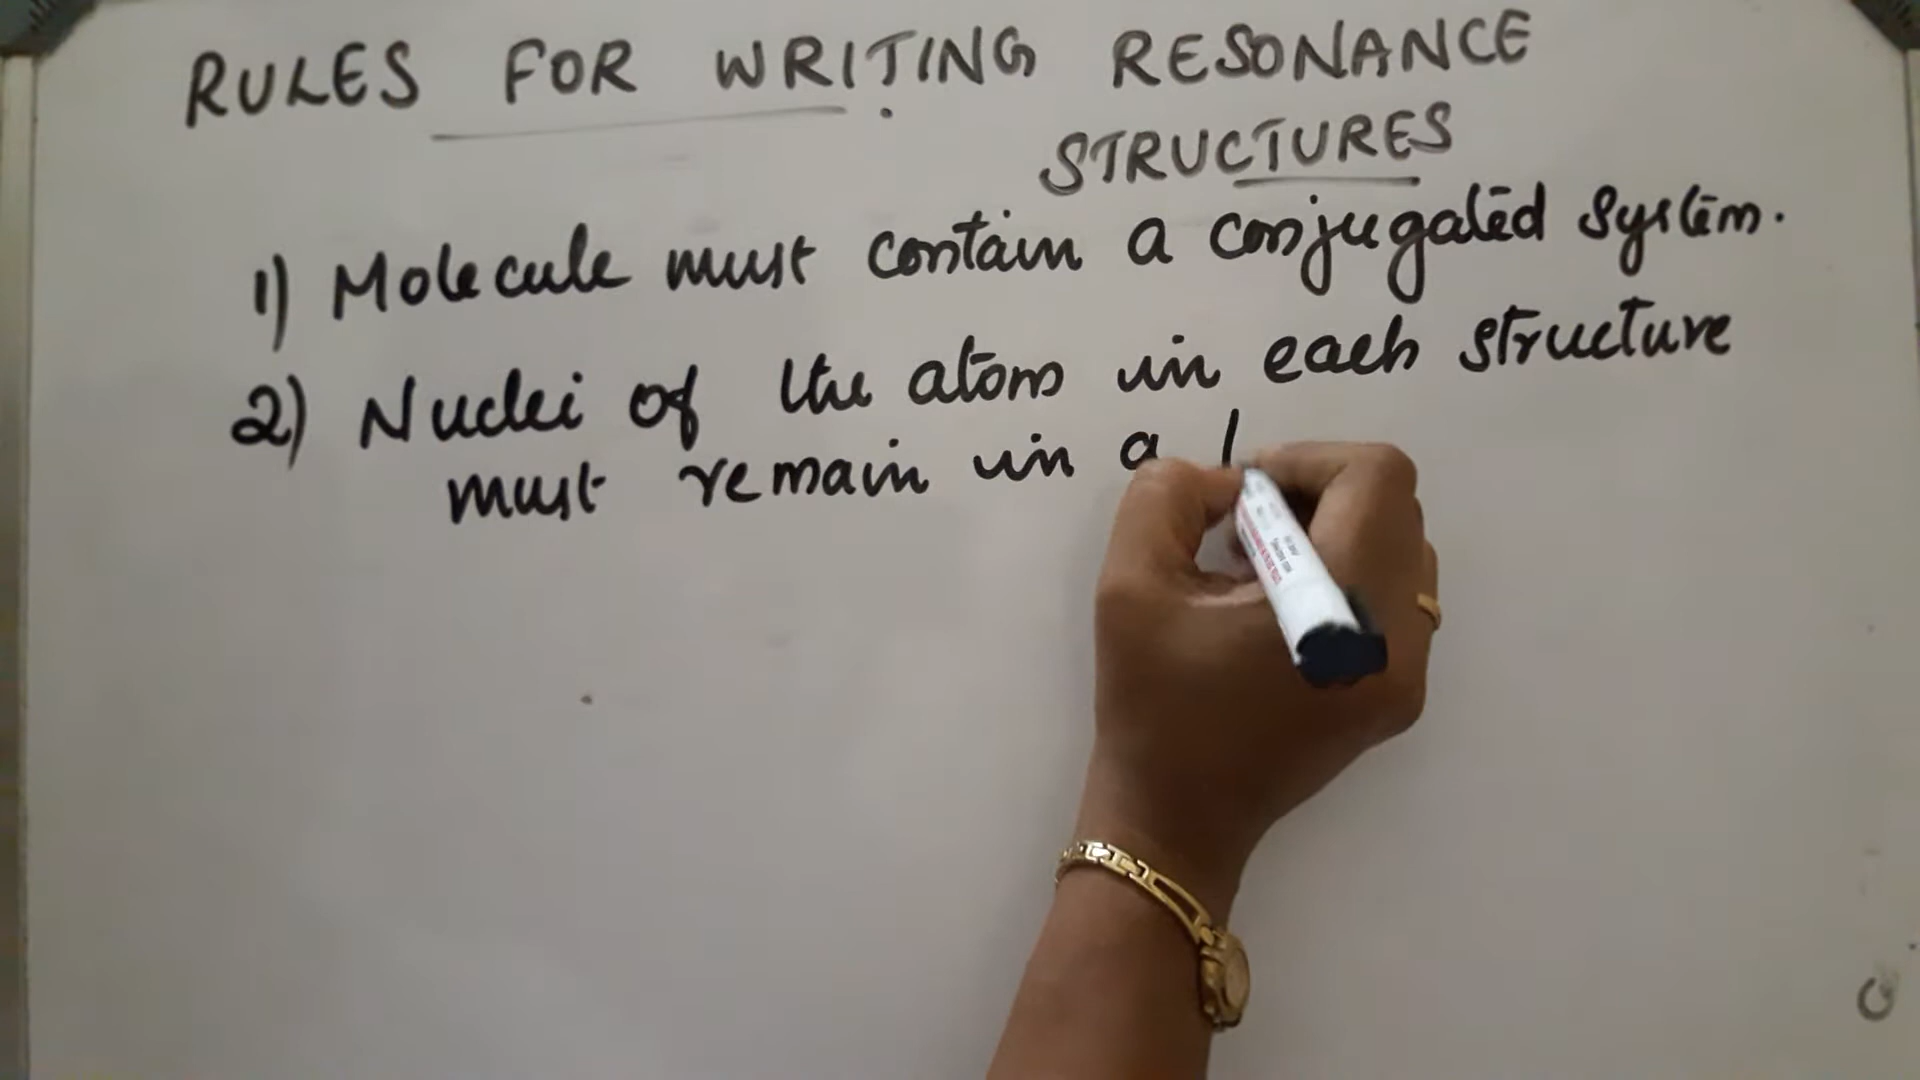 RULES FOR WRITING RESONANCE
STRUCTURES
1) Molecule must contain a conjugated system.
2) Nuclei of the atoms in each structure
must remain in a